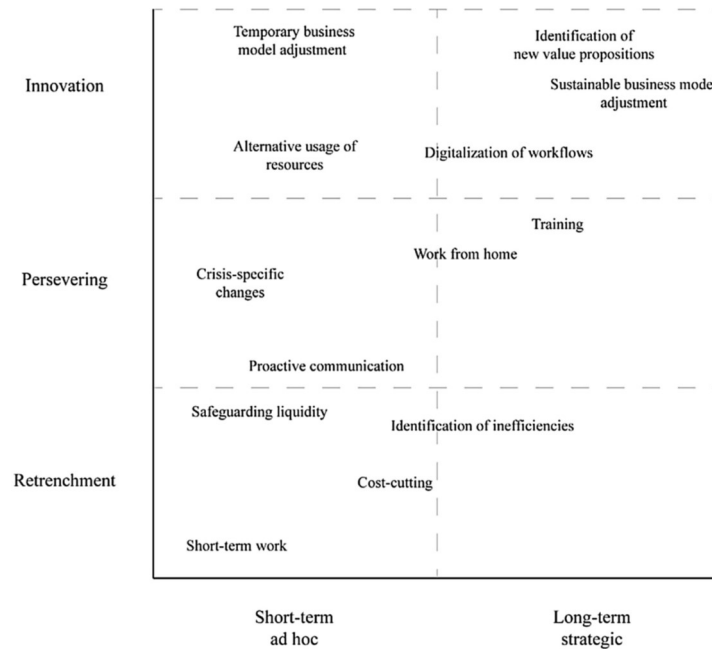 Temporary business
model adjustment
Identification of
new value propositions
Innovation
Sustainable business mode
adjustment
Alternative usage of
resources
Digitalization of workflows
Training
Work from home
Persevering
Crisis-specific
changes
Proactive communication
Safeguarding liquidity
Identification of inefficiencies
Retrenchment
Cost-cutting
Short-term work
Short-term
ad hoc
Long-term
strategic